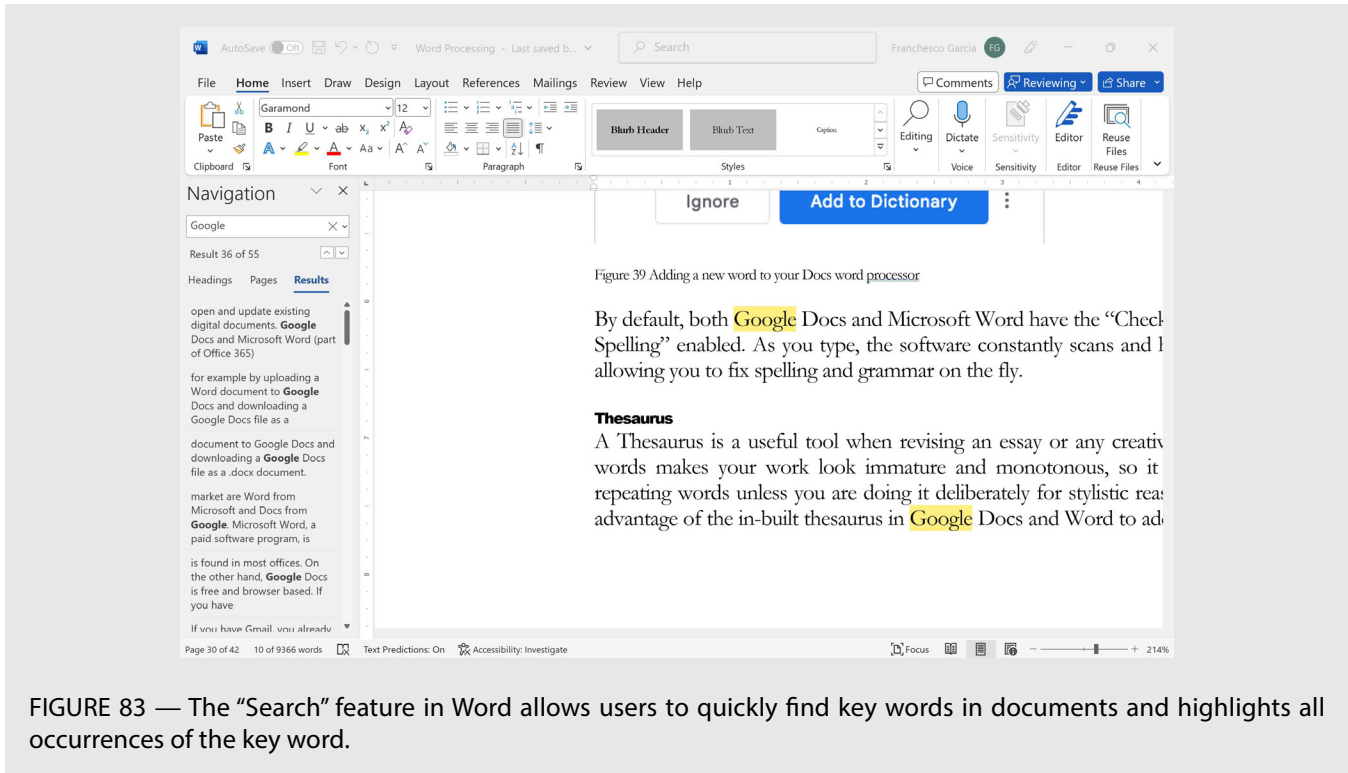 AutoSave Off Word Processing - Last saved b... Search Franchesco Garcia FG
File Home Insert Draw Design Layout References Mailings Review View Help Comments Reviewing Share
Garamond 12
Paste
B I U ab x₂ x² A
A A Aa A^ A˅
Blurb Header Blurb Text Caption
Editing Dictate Sensitivity Editor Reuse
Files
Clipboard Font Paragraph Styles Voice Sensitivity Editor Reuse Files
Navigation
Google
Result 36 of 55
Headings Pages Results
open and update existing
digital documents. Google
Docs and Microsoft Word (part
of Office 365)
for example by uploading a
Word document to Google
Docs and downloading a
Google Docs file as a
document to Google Docs and
downloading a Google Docs
file as a .docx document.
market are Word from
Microsoft and Docs from
Google. Microsoft Word, a
paid software program, is
is found in most offices. On
the other hand, Google Docs
is free and browser based. If
you have
If you have Gmail, you already
1 2 3 4
6
7
8
Ignore Add to Dictionary
Figure 39 Adding a new word to your Docs word processor
By default, both Google Docs and Microsoft Word have the “Check
Spelling” enabled. As you type, the software constantly scans and h
allowing you to fix spelling and grammar on the fly.
Thesaurus
A Thesaurus is a useful tool when revising an essay or any creativ
words makes your work look immature and monotonous, so it
repeating words unless you are doing it deliberately for stylistic reas
advantage of the in-built thesaurus in Google Docs and Word to ad
Page 30 of 42 10 of 9366 words Text Predictions: On Accessibility: Investigate Focus 214%
FIGURE 83 — The “Search” feature in Word allows users to quickly find key words in documents and highlights all
occurrences of the key word.